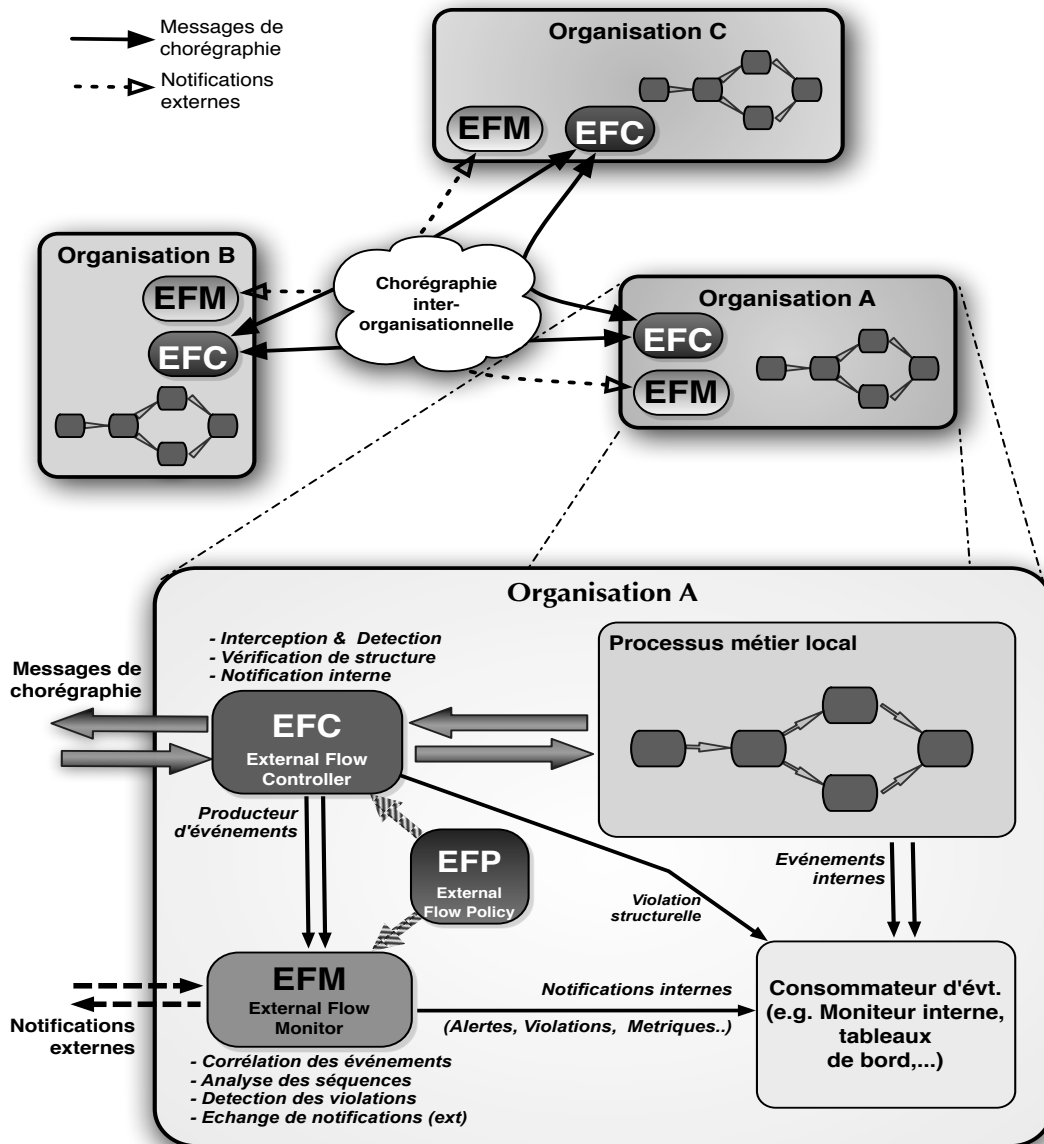 Messages de
chorégraphie
Notifications
externes
Organisation C
EFM
EFC
Organisation B
EFM
EFC
Chorégraphie
inter-
organisationnelle
Organisation A
EFC
EFM
Organisation A
- Interception & Detection
- Vérification de structure
- Notification interne
Messages de
chorégraphie
EFC
External Flow
Controller
Processus métier local
Producteur
d'événements
EFP
External
Flow Policy
Violation
structurelle
Evénements
internes
EFM
External Flow
Monitor
Notifications
externes
Notifications internes
(Alertes, Violations, Metriques..)
Consommateur d'évt.
(e.g. Moniteur interne,
tableaux
de bord,...)
- Corrélation des événements
- Analyse des séquences
- Detection des violations
- Echange de notifications (ext)